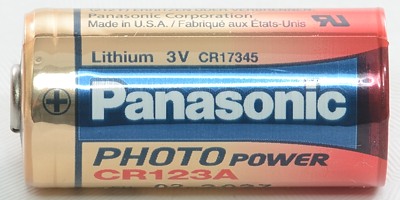 Panasonic Corporation
Made in U.S.A. / Fabriqué aux États-Unis
Lithium 3V CR17345
+
Panasonic
PHOTO POWER
CR123A